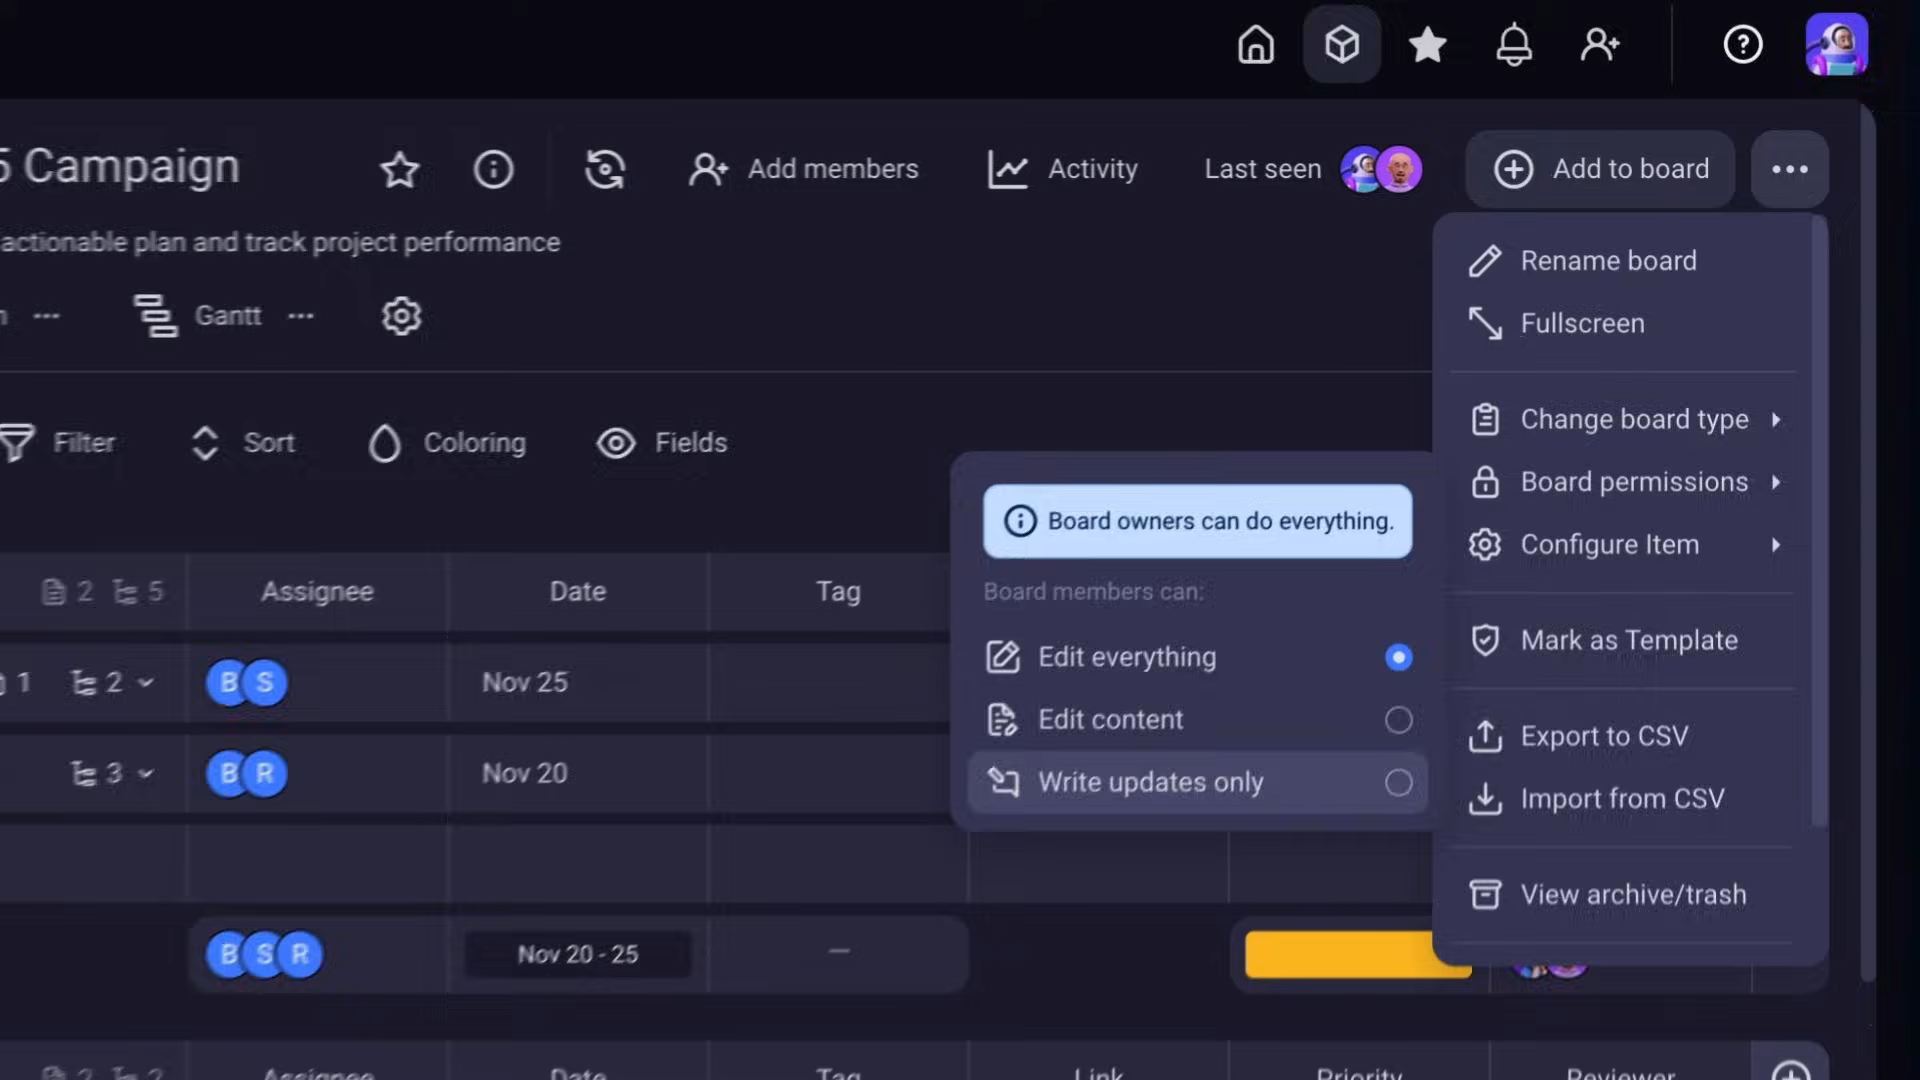 5 Campaign
Add members
Activity
Last seen
Add to board
actionable plan and track project performance
Gantt
Filter
Sort
Coloring
Fields
Rename board
Fullscreen
Change board type
Board permissions
Configure Item
Mark as Template
Export to CSV
Import from CSV
View archive/trash
Board owners can do everything.
Board members can:
Edit everything
Edit content
Write updates only
2 5 Assignee Date Tag
1 2 B S Nov 25
3 B R Nov 20
B S R Nov 20 - 25 —
2 2 Assignee Date Tag Link Priority Reviewer